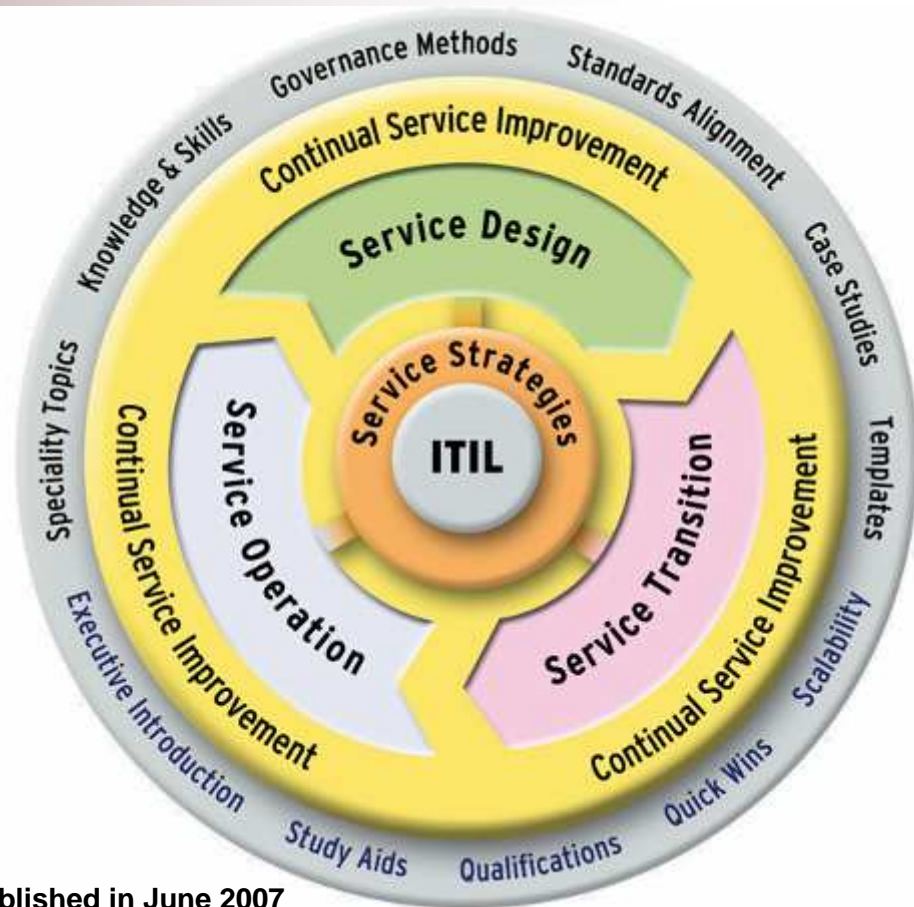 Governance Methods
Standards Alignment
Knowledge & Skills
Case Studies
Speciality Topics
Templates
Executive Introduction
Scalability
Study Aids
Qualifications
Quick Wins
Continual Service Improvement
Continual Service Improvement
Continual Service Improvement
Service Design
Service Transition
Service Operation
Service Strategies
ITIL
in June 2007